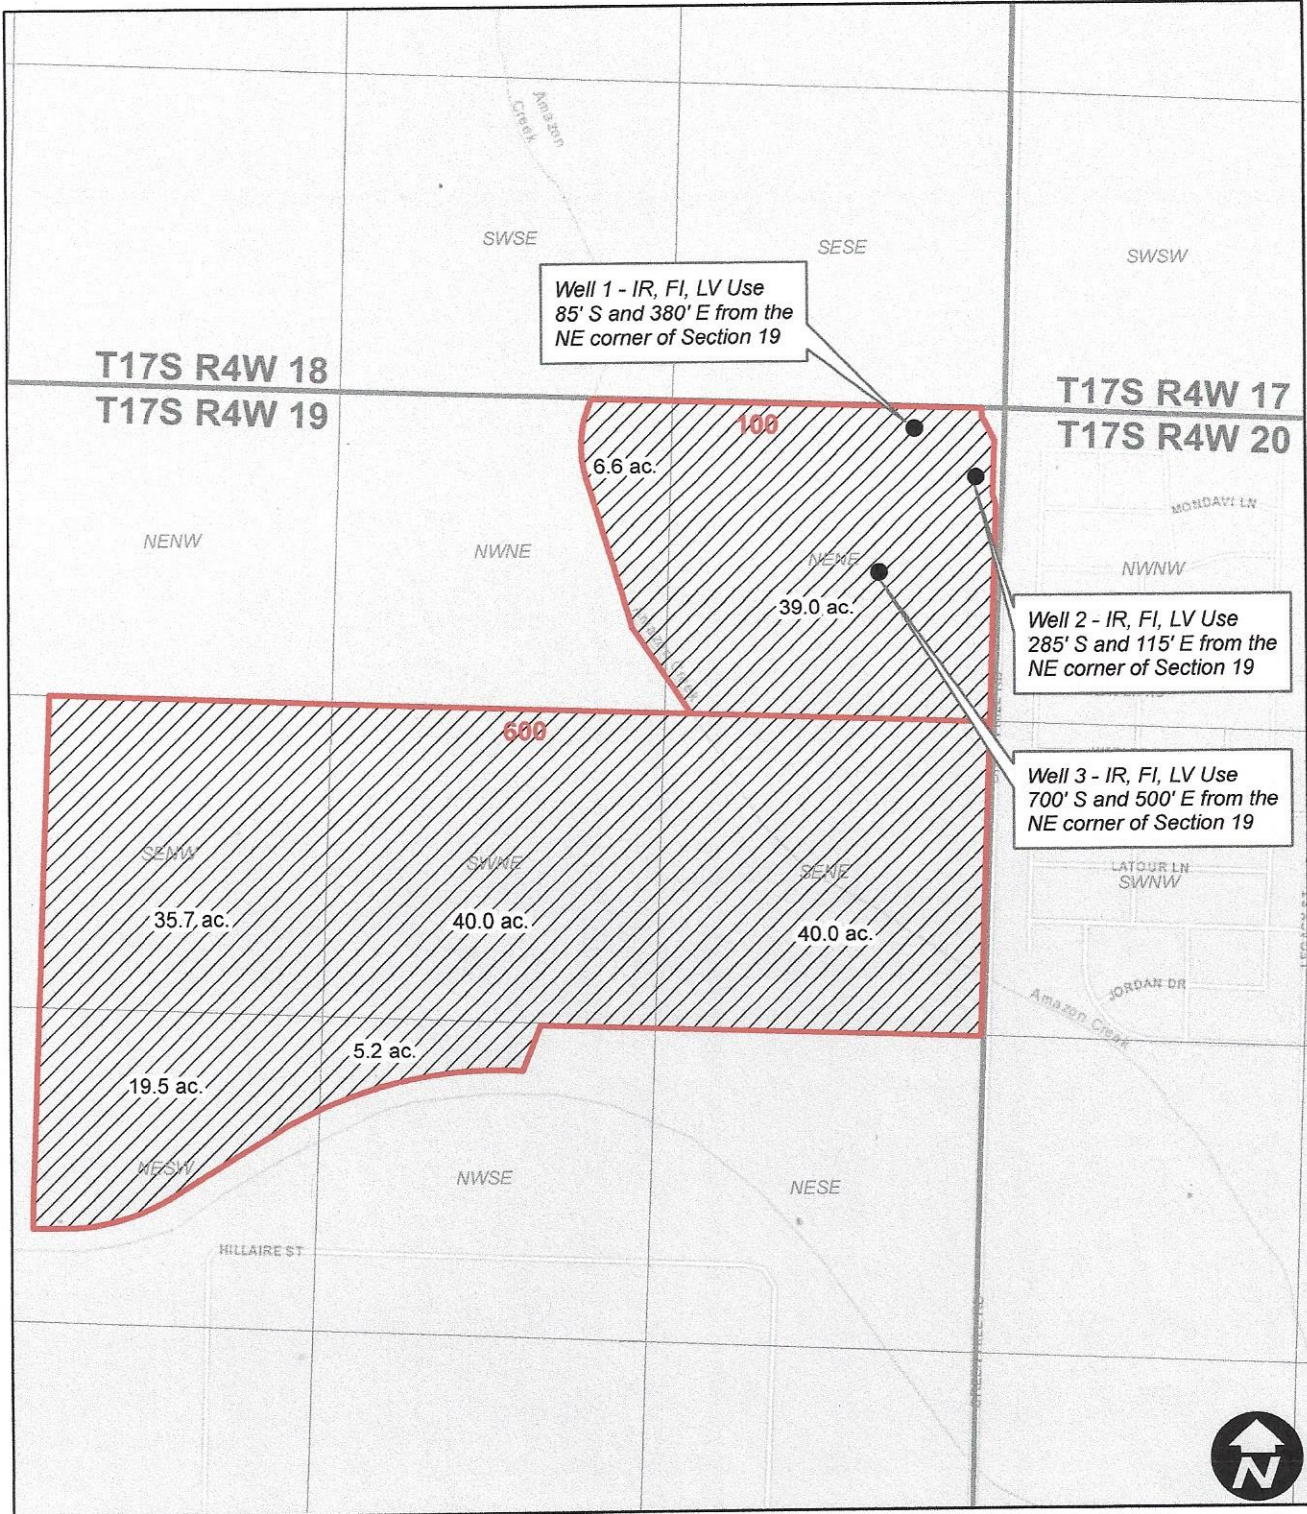 Amazon
Creek
SWSE
SESE
SWSW
Well 1 - IR, FI, LV Use
85' S and 380' E from the
NE corner of Section 19
T17S R4W 18
T17S R4W 17
T17S R4W 19
T17S R4W 20
100
6.6 ac.
MONDAVI LN
NENW
NWNE
NENE
NWNW
39.0 ac.
Well 2 - IR, FI, LV Use
285' S and 115' E from the
NE corner of Section 19
Amazon Creek
600
Well 3 - IR, FI, LV Use
700' S and 500' E from the
NE corner of Section 19
SENW
SWNE
SENE
LATOUR LN
SWNW
35.7 ac.
40.0 ac.
40.0 ac.
JORDAN DR
Amazon Creek
5.2 ac.
19.5 ac.
NESW
NWSE
NESE
HILLAIRE ST
GREENHILL RD
N